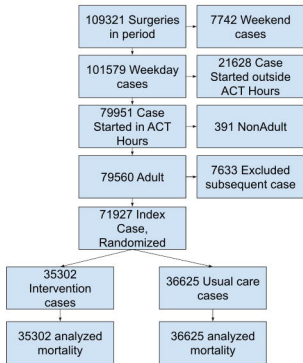 109321 Surgeries
in period
7742 Weekend
cases
101579 Weekday
cases
21628 Case
Started outside
ACT Hours
79951 Case
Started in ACT
Hours
391 NonAdult
79560 Adult
7633 Excluded
subsequent case
71927 Index
Case,
Randomized
35302
Intervention
cases
36625 Usual care
cases
35302 analyzed
mortality
36625 analyzed
mortality